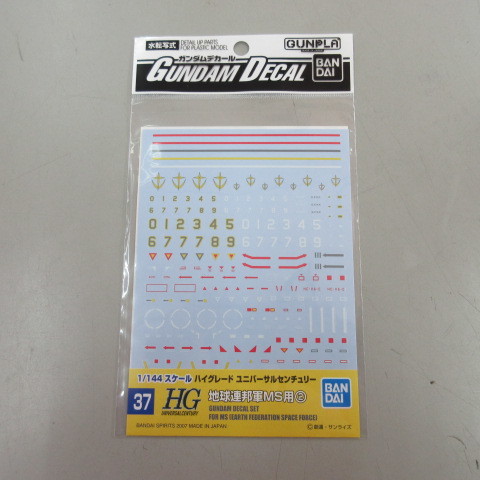 水転写式
DETAIL UP PARTS
FOR PLASTIC MODEL
GUNPLA
ガンダムデカール
GUNDAM DECAL
BAN
DAI
0 1 2 3 4 5
6 7 7 8 9
0 1 2 3 4 5
6 7 7 8 9
1/144 スケール ハイグレード ユニバーサルセンチュリー
37
HG
UNIVERSAL CENTURY
地球連邦軍MS用②
GUNDAM DECAL SET
FOR MS (EARTH FEDERATION SPACE FORCE)
BAN
DAI
BANDAI SPIRITS 2007 MADE IN JAPAN
©創通・サンライズ